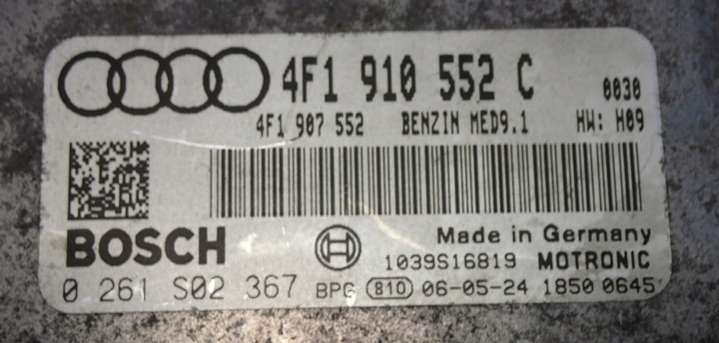 4F1 910 552 C 0030
4F1 907 552 BENZIN MED9.1 HW: H09
BOSCH Made in Germany
1039S16819 MOTRONIC
0 261 S02 367 BPG 810 06-05-24 1850 0645